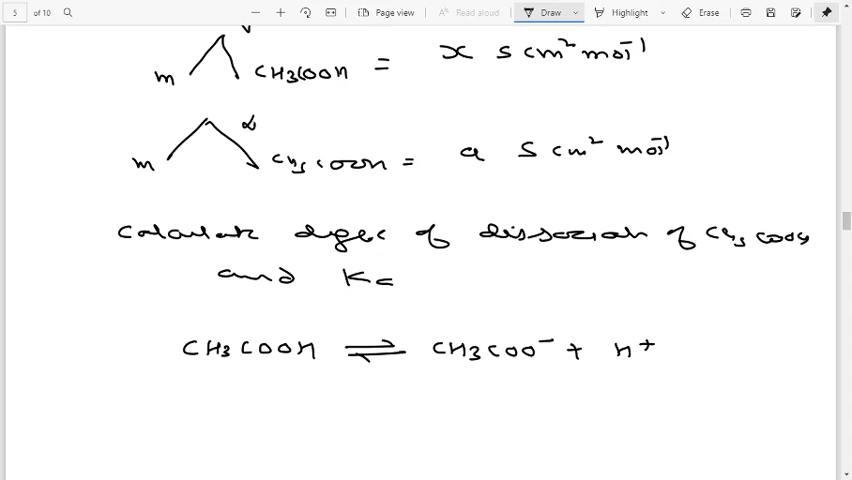 5 of 10 Page view Read aloud Draw Highlight Erase
m CH3COOH = x S cm² mol⁻¹
m CH3COOH = a S cm² mol⁻¹
Calculate degree of dissociation of CH3COOH
and Kc
CH3COOH ⇌ CH3COO⁻ + H⁺